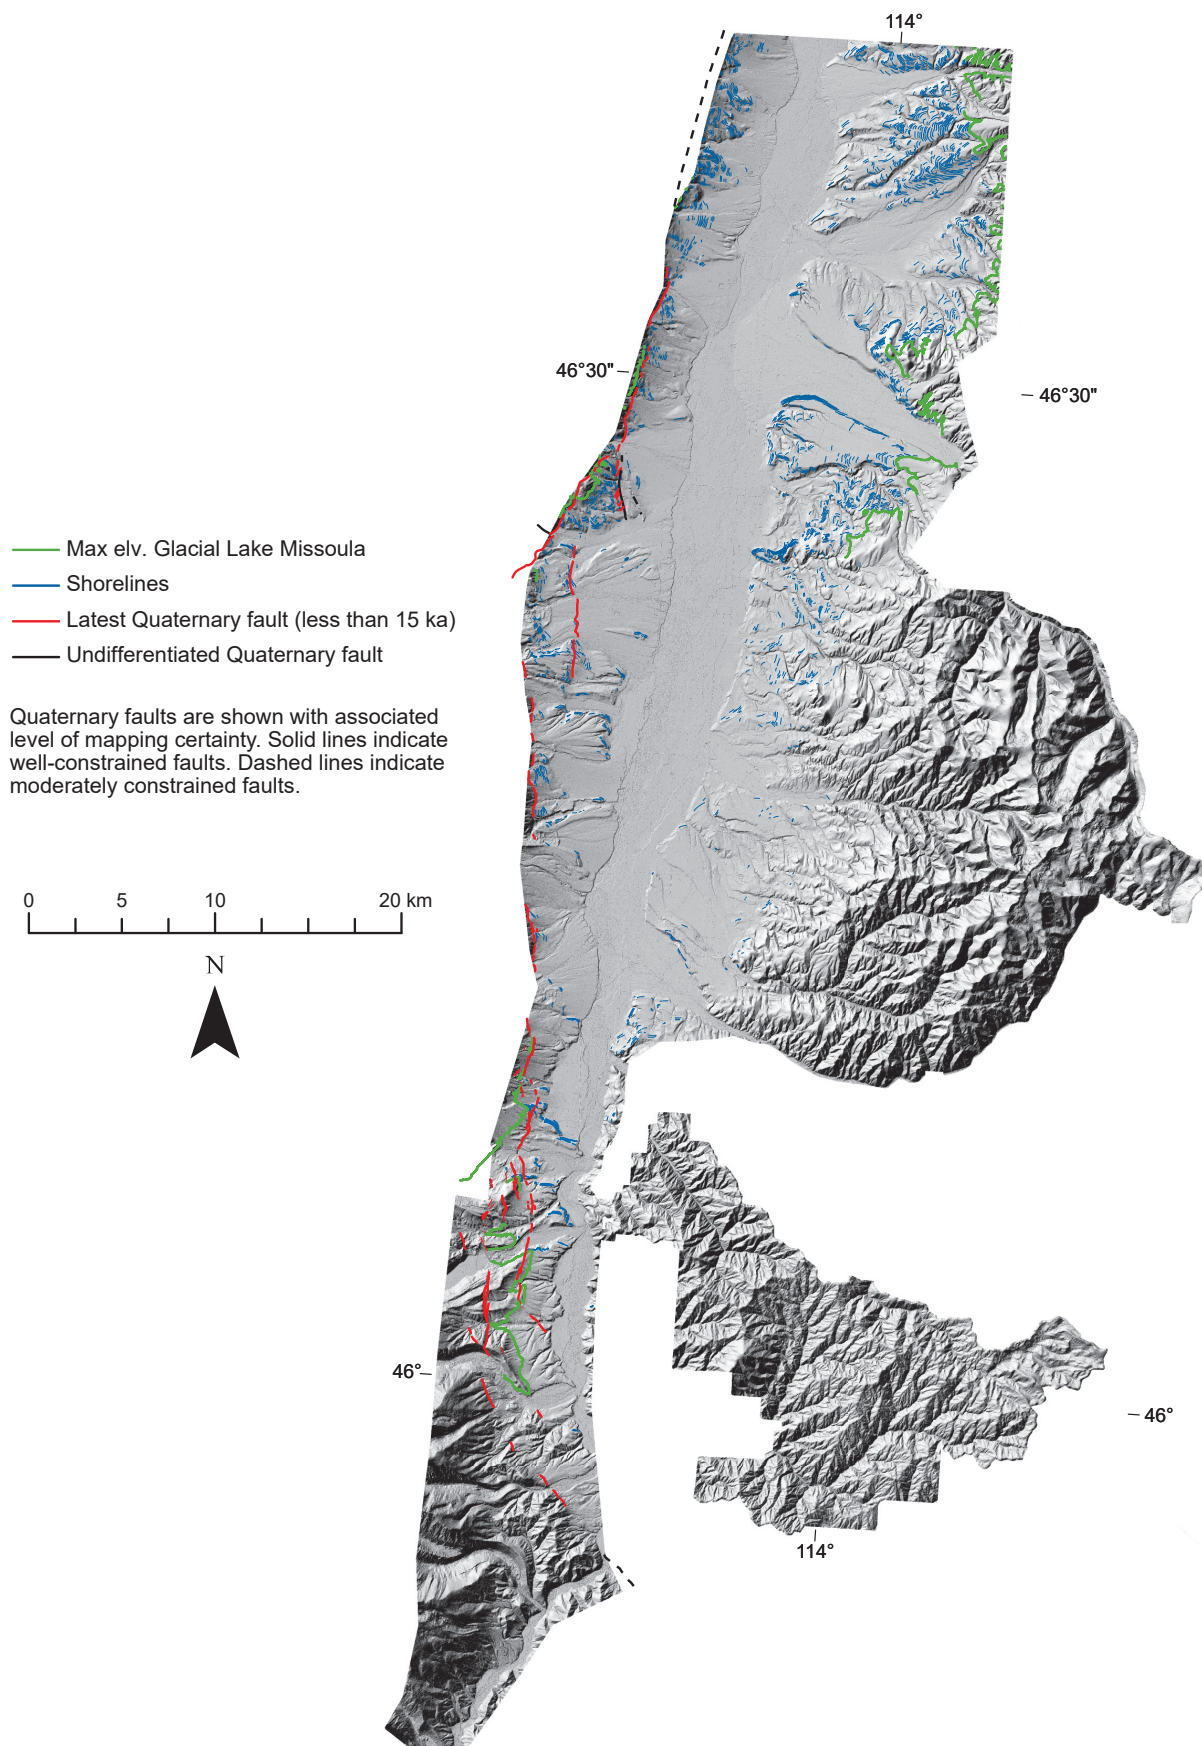 114°
46°30"
46°30"
Max elv. Glacial Lake Missoula
Shorelines
Latest Quaternary fault (less than 15 ka)
Undifferentiated Quaternary fault
Quaternary faults are shown with associated
level of mapping certainty. Solid lines indicate
well-constrained faults. Dashed lines indicate
moderately constrained faults.
0 5 10 20 km
N
46°
46°
114°